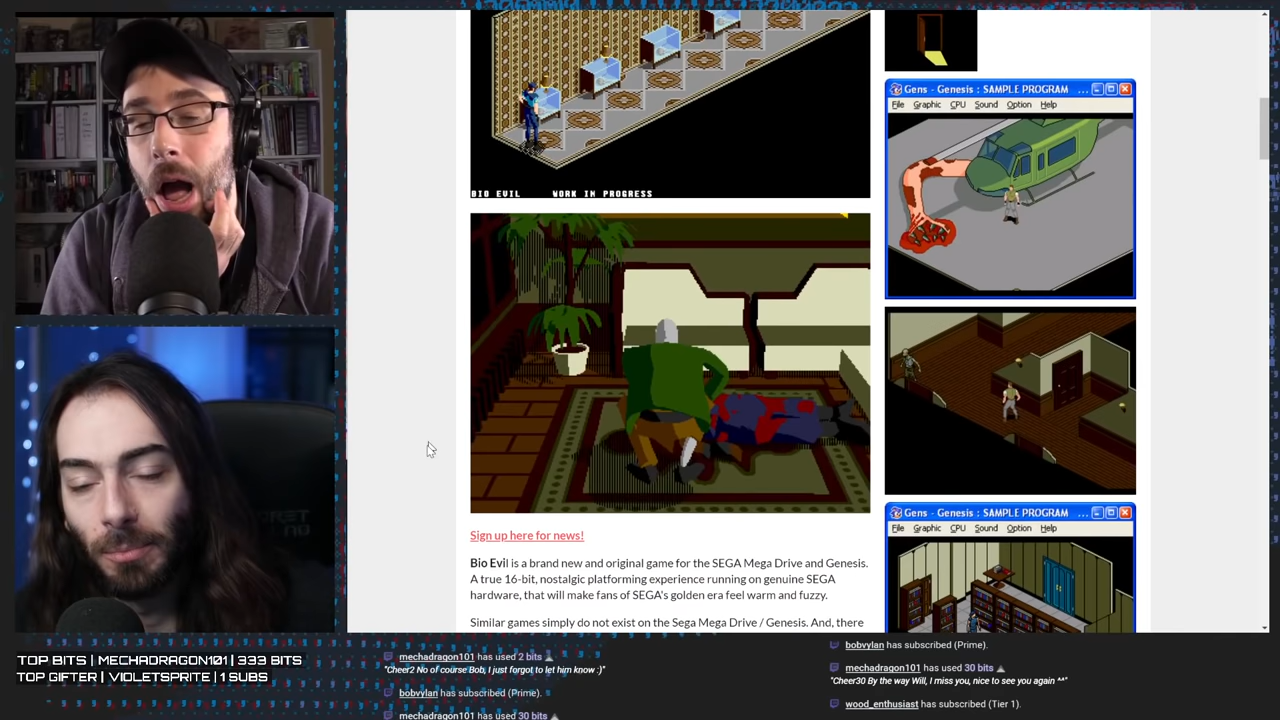 BIO EVIL WORK IN PROGRESS
Gens - Genesis : SAMPLE PROGRAM ...
File Graphic CPU Sound Option Help
Gens - Genesis : SAMPLE PROGRAM ...
File Graphic CPU Sound Option Help
Sign up here for news!
Bio Evil is a brand new and original game for the SEGA Mega Drive and Genesis.
A true 16-bit, nostalgic platforming experience running on genuine SEGA
hardware, that will make fans of SEGA's golden era feel warm and fuzzy.
Similar games simply do not exist on the Sega Mega Drive / Genesis. And, there
TOP BITS | MECHADRAGON101 | 333 BITS
TOP GIFTER | VIOLETSPRITE | 1 SUBS
mechadragon101 has used 2 bits
"Cheer2 No of course Bob, I just forgot to let him know :)"
bobvylan has subscribed (Prime).
mechadragon101 has used 30 bits
bobvylan has subscribed (Prime).
mechadragon101 has used 30 bits
"Cheer30 By the way Will, I miss you, nice to see you again ^^"
wood_enthusiast has subscribed (Tier 1).